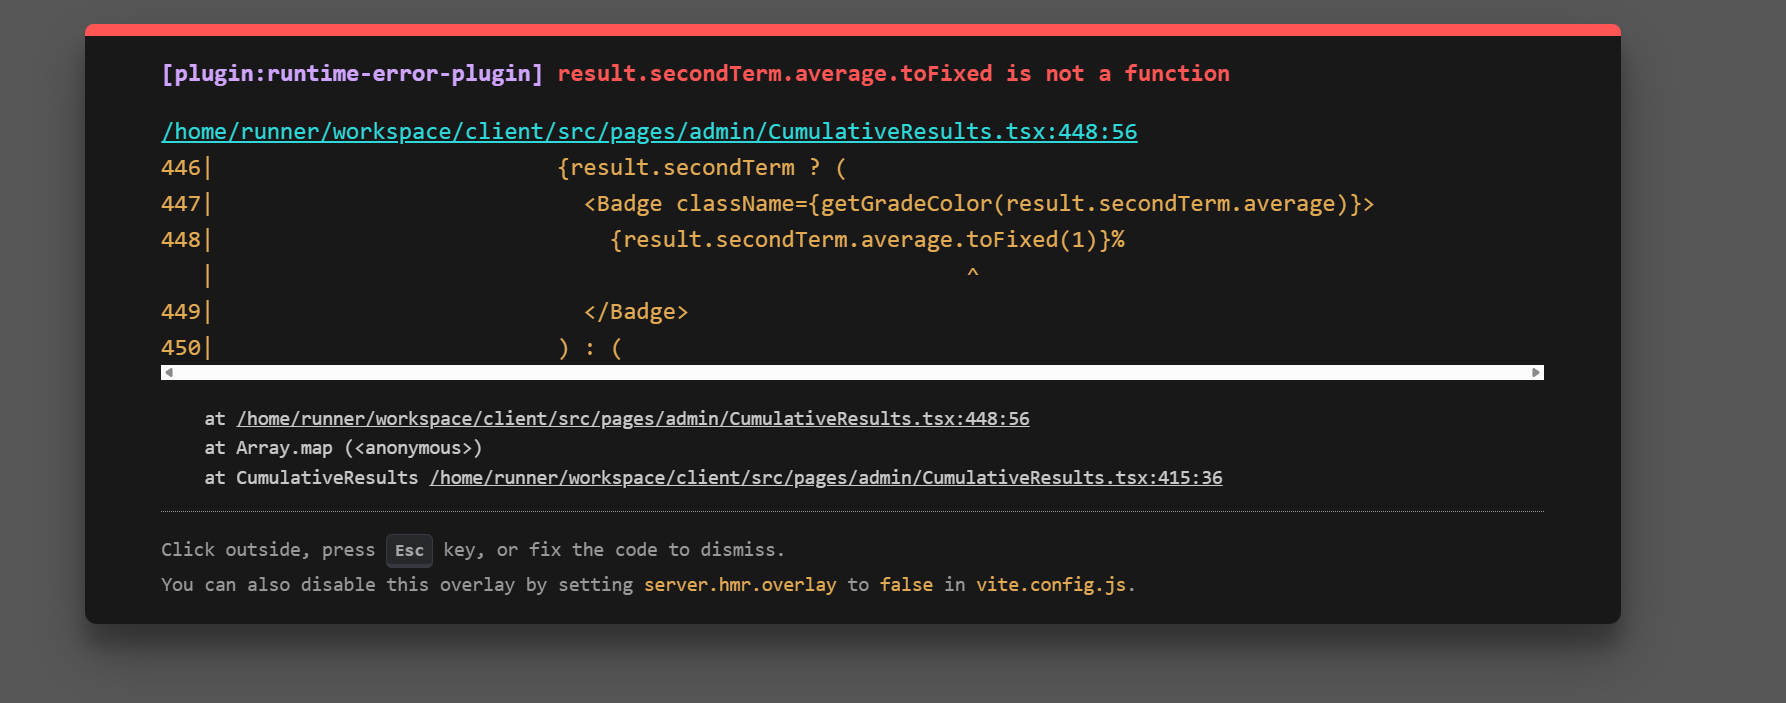 [plugin:runtime-error-plugin] result.secondTerm.average.toFixed is not a function
/home/runner/workspace/client/src/pages/admin/CumulativeResults.tsx:448:56
446|                          {result.secondTerm ? (
447|                            <Badge className={getGradeColor(result.secondTerm.average)}>
448|                              {result.secondTerm.average.toFixed(1)}%
   |                                                         ^
449|                            </Badge>
450|                          ) : (
at /home/runner/workspace/client/src/pages/admin/CumulativeResults.tsx:448:56
at Array.map (<anonymous>)
at CumulativeResults /home/runner/workspace/client/src/pages/admin/CumulativeResults.tsx:415:36
Click outside, press Esc key, or fix the code to dismiss.
You can also disable this overlay by setting server.hmr.overlay to false in vite.config.js.